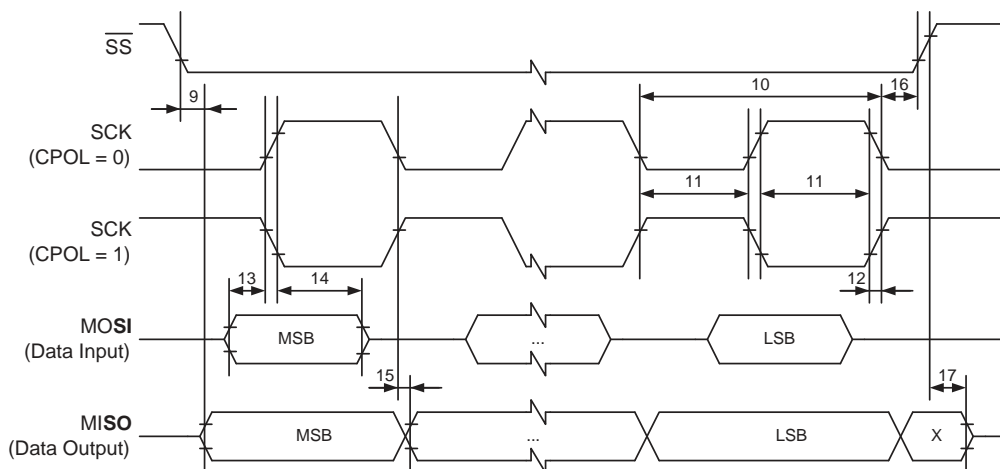 SS
10
16
9
SCK
(CPOL = 0)
11
11
SCK
(CPOL = 1)
13
14
12
MOSI
(Data Input)
MSB
...
LSB
15
17
MISO
(Data Output)
MSB
...
LSB
X